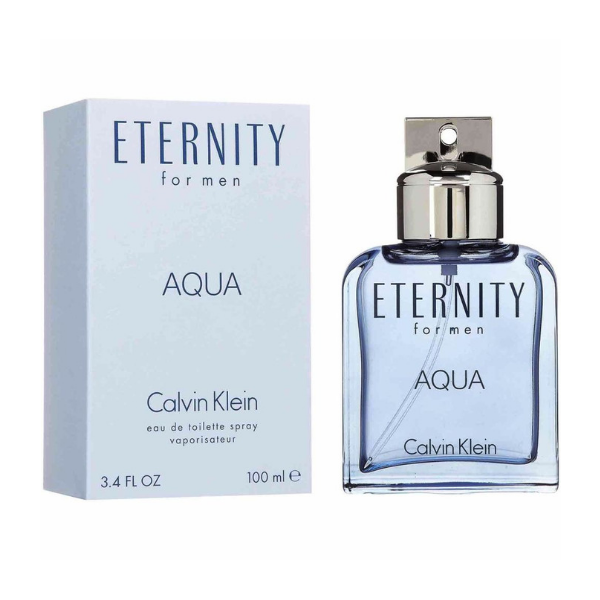 ETERNITY
for men
AQUA
Calvin Klein
eau de toilette spray
vaporisateur
3.4 FL OZ 100 ml ℮
ETERNITY
for men
AQUA
Calvin Klein